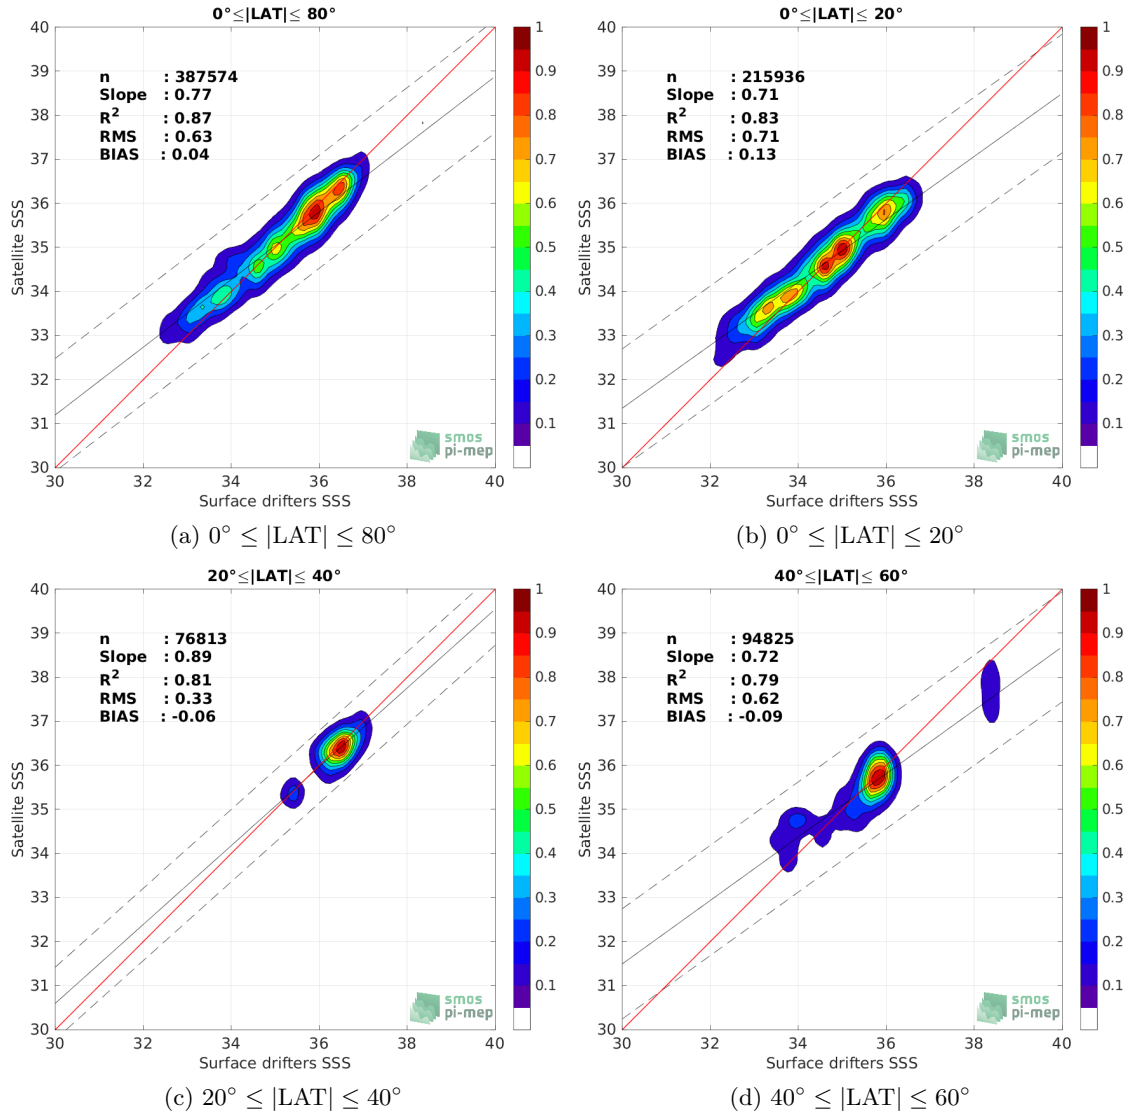 0°≤|LAT|≤ 80°
n : 387574
Slope : 0.77
R² : 0.87
RMS : 0.63
BIAS : 0.04
40
39
38
37
36
35
34
33
32
31
30
30 32 34 36 38 40
Satellite SSS
Surface drifters SSS
1
0.9
0.8
0.7
0.6
0.5
0.4
0.3
0.2
0.1
smos
pi-mep
(a) 0° ≤ |LAT| ≤ 80°
0°≤|LAT|≤ 20°
n : 215936
Slope : 0.71
R² : 0.83
RMS : 0.71
BIAS : 0.13
40
39
38
37
36
35
34
33
32
31
30
30 32 34 36 38 40
Satellite SSS
Surface drifters SSS
1
0.9
0.8
0.7
0.6
0.5
0.4
0.3
0.2
0.1
smos
pi-mep
(b) 0° ≤ |LAT| ≤ 20°
20°≤|LAT|≤ 40°
n : 76813
Slope : 0.89
R² : 0.81
RMS : 0.33
BIAS : -0.06
40
39
38
37
36
35
34
33
32
31
30
30 32 34 36 38 40
Satellite SSS
Surface drifters SSS
1
0.9
0.8
0.7
0.6
0.5
0.4
0.3
0.2
0.1
smos
pi-mep
(c) 20° ≤ |LAT| ≤ 40°
40°≤|LAT|≤ 60°
n : 94825
Slope : 0.72
R² : 0.79
RMS : 0.62
BIAS : -0.09
40
39
38
37
36
35
34
33
32
31
30
30 32 34 36 38 40
Satellite SSS
Surface drifters SSS
1
0.9
0.8
0.7
0.6
0.5
0.4
0.3
0.2
0.1
smos
pi-mep
(d) 40° ≤ |LAT| ≤ 60°